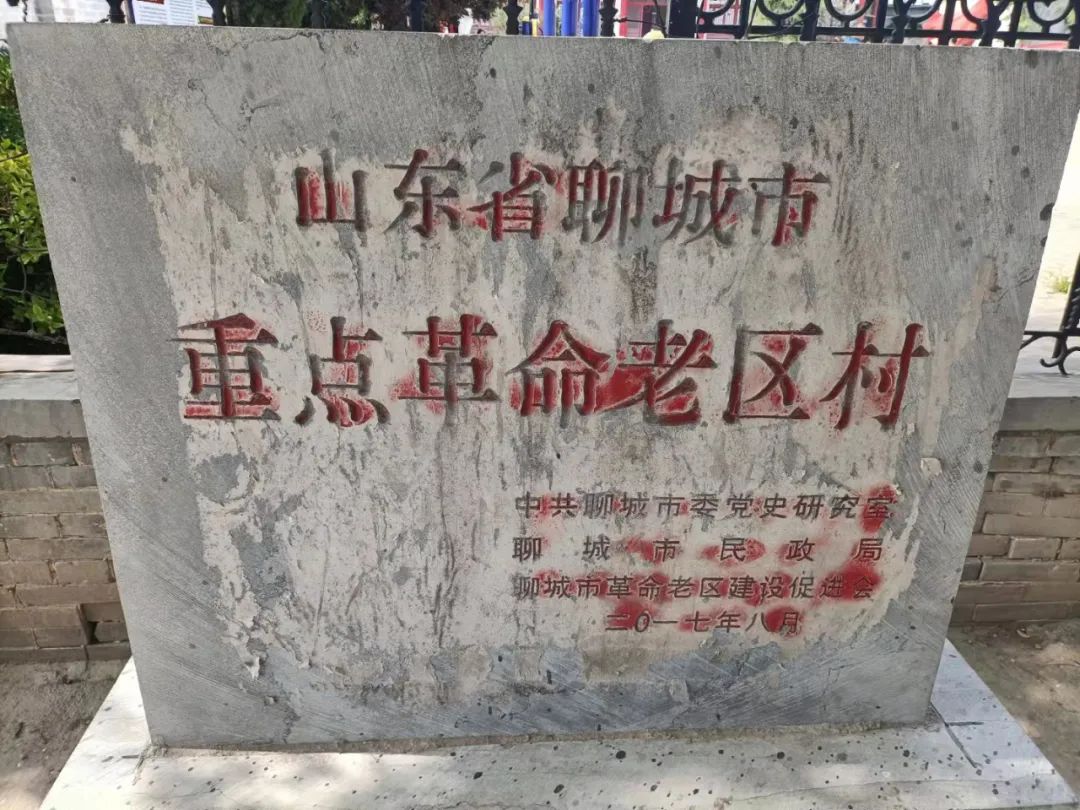 山东省聊城市
重点革命老区村
中共聊城市委党史研究室
聊城市民政局
聊城市革命老区建设促进会
二〇一七年八月